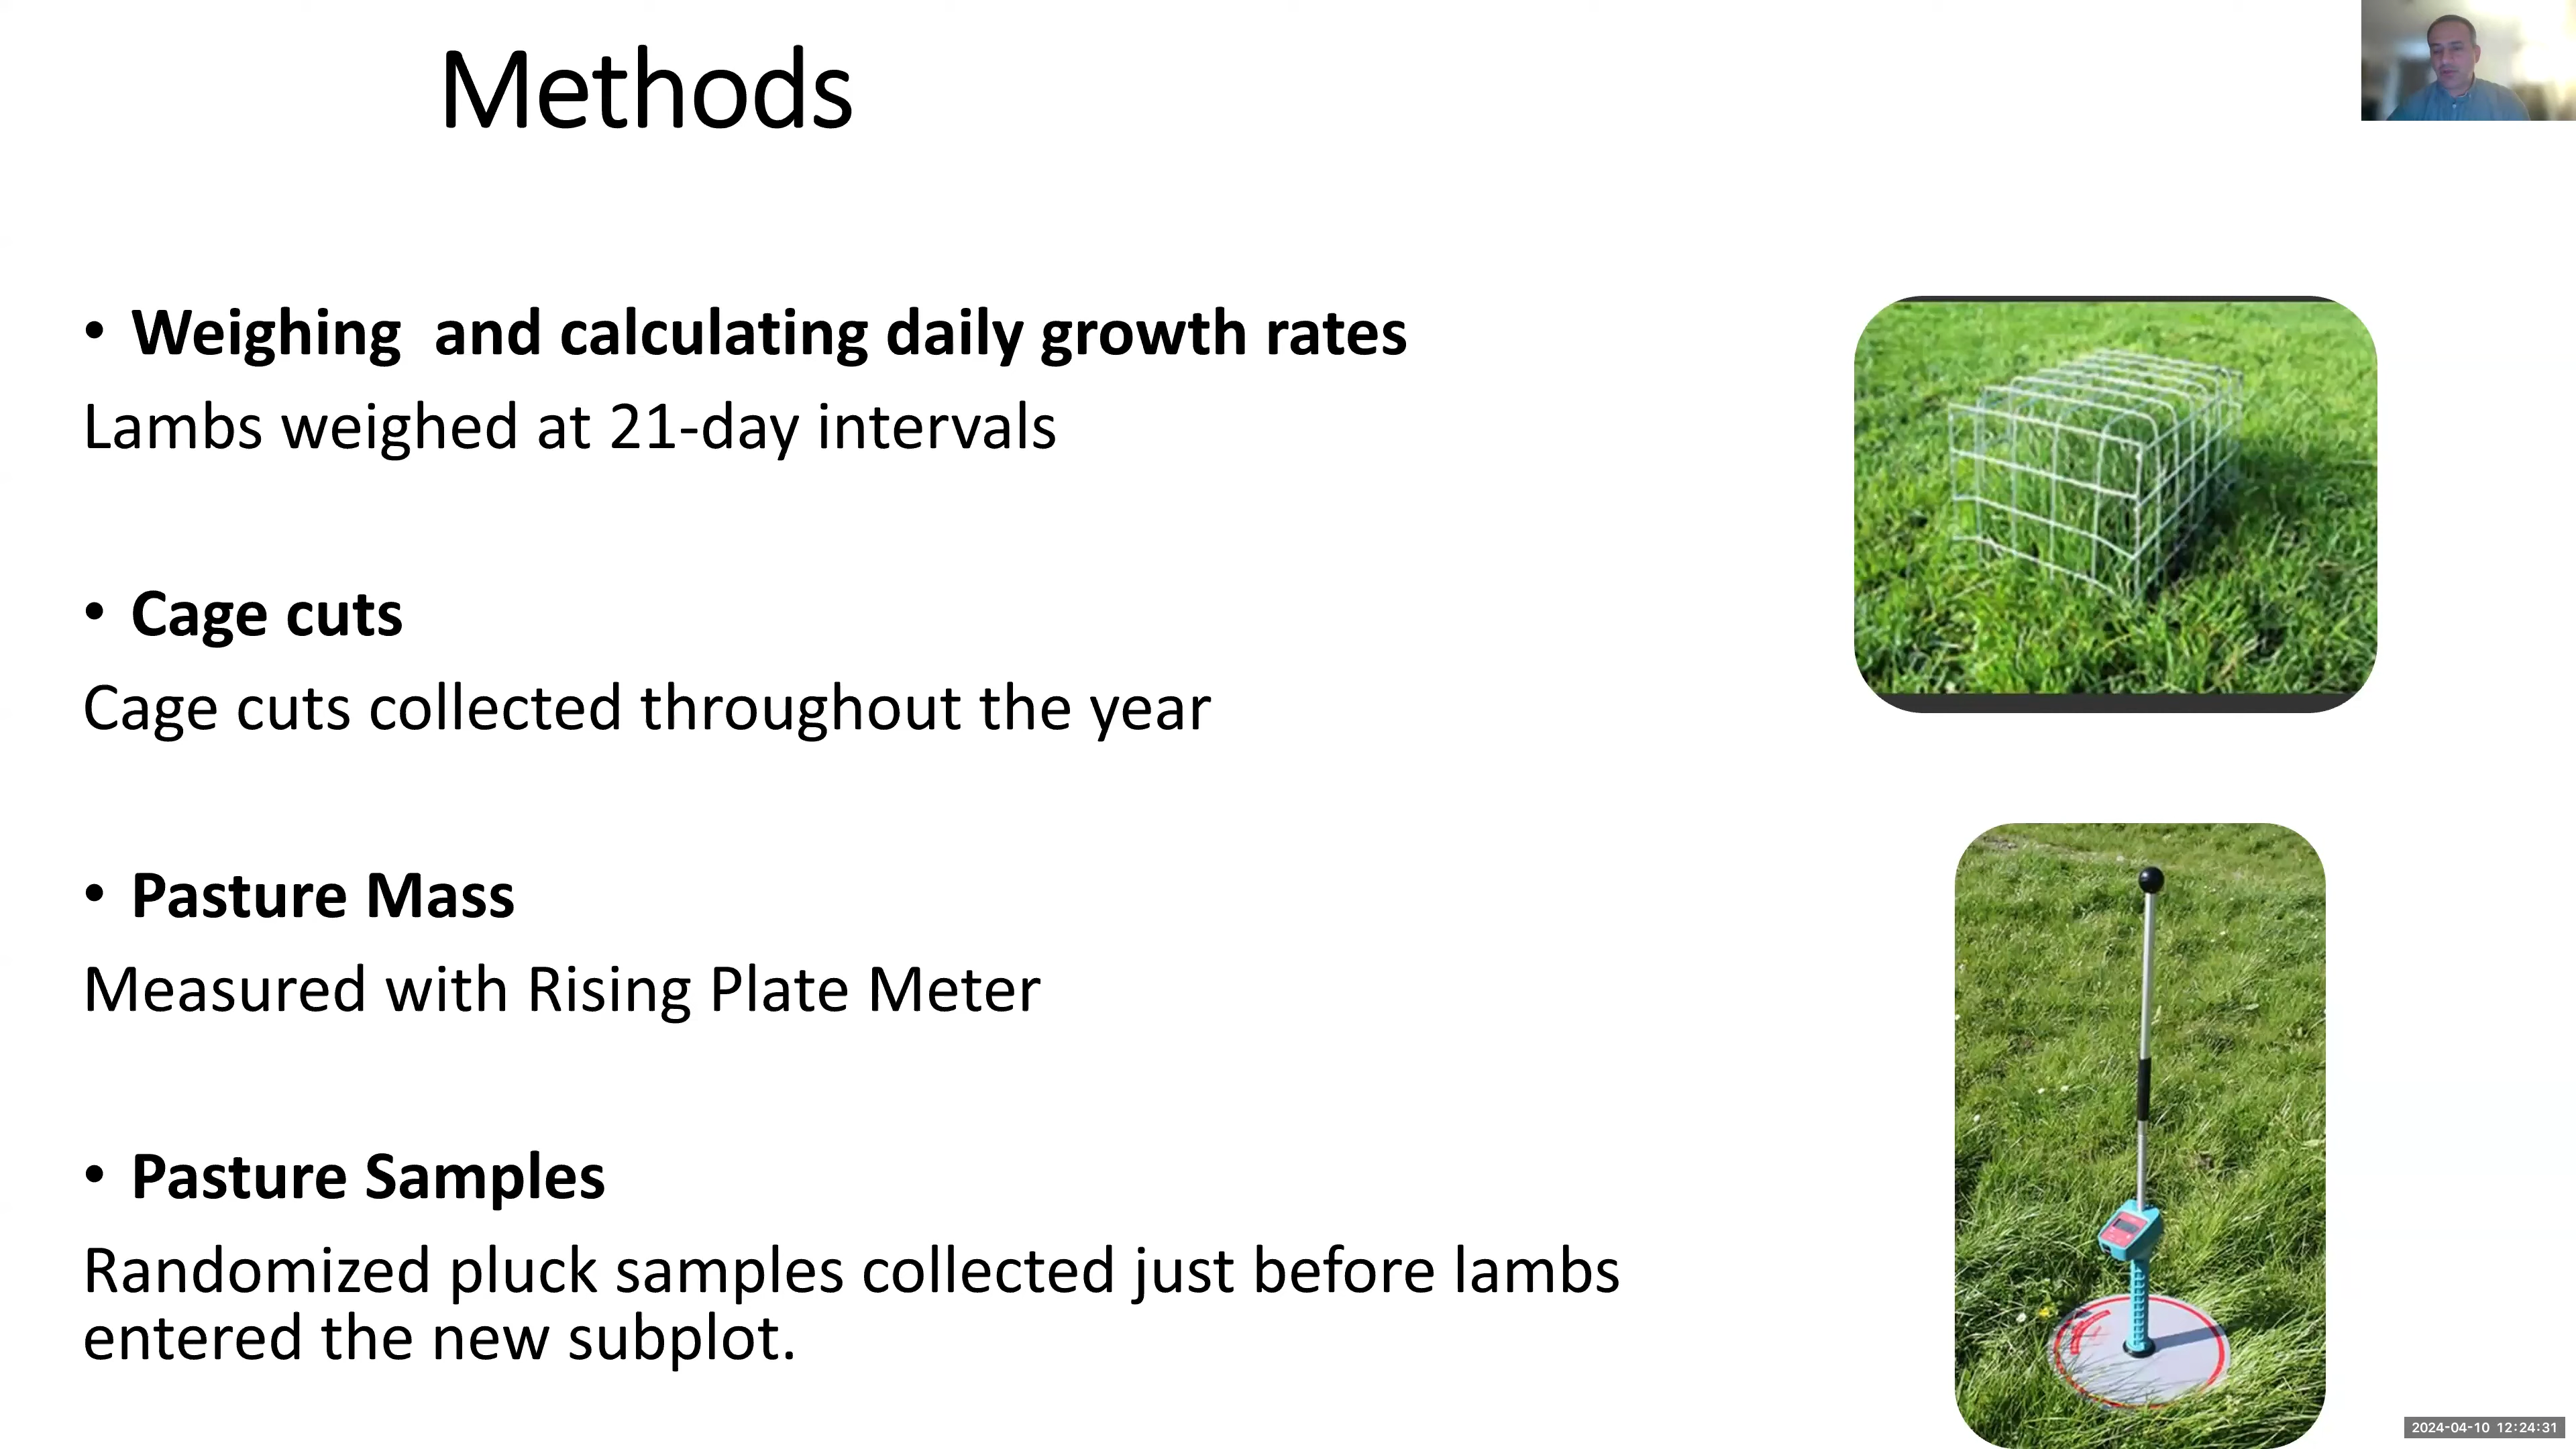 Methods
• Weighing  and calculating daily growth rates
Lambs weighed at 21-day intervals
• Cage cuts
Cage cuts collected throughout the year
• Pasture Mass
Measured with Rising Plate Meter
• Pasture Samples
Randomized pluck samples collected just before lambs
entered the new subplot.
2024-04-10 12:24:31